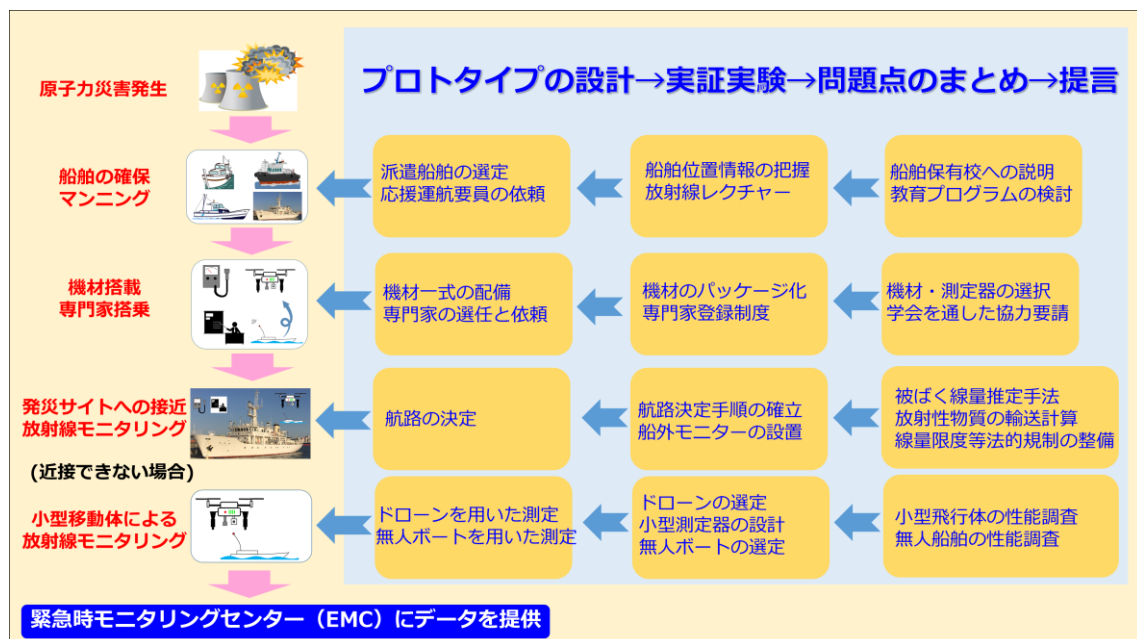 原子力災害発生
プロトタイプの設計→実証実験→問題点のまとめ→提言
船舶の確保
マンニング
派遣船舶の選定
応援運航要員の依頼
船舶位置情報の把握
放射線レクチャー
船舶保有校への説明
教育プログラムの検討
機材搭載
専門家搭乗
機材一式の配備
専門家の選任と依頼
機材のパッケージ化
専門家登録制度
機材・測定器の選択
学会を通した協力要請
発災サイトへの接近
放射線モニタリング
航路の決定
航路決定手順の確立
船外モニターの設置
被ばく線量推定手法
放射性物質の輸送計算
線量限度等法的規制の整備
(近接できない場合)
小型移動体による
放射線モニタリング
ドローンを用いた測定
無人ボートを用いた測定
ドローンの選定
小型測定器の設計
無人ボートの選定
小型飛行体の性能調査
無人船舶の性能調査
緊急時モニタリングセンター（EMC）にデータを提供